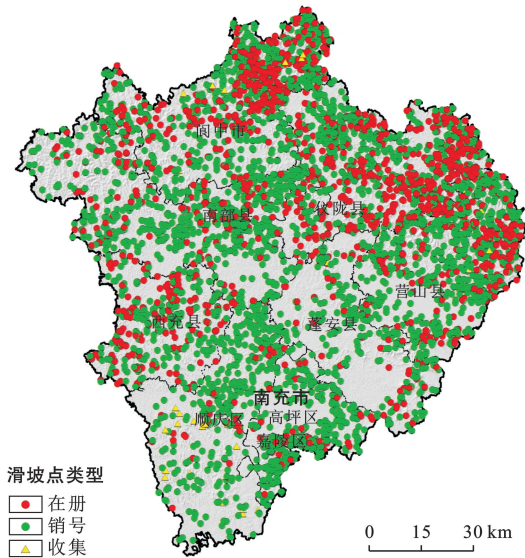 阆中市
南部县
仪陇县
营山县
西充县
蓬安县
南充市
顺庆区
高坪区
嘉陵区
滑坡点类型
在册
销号
收集
0 15 30 km